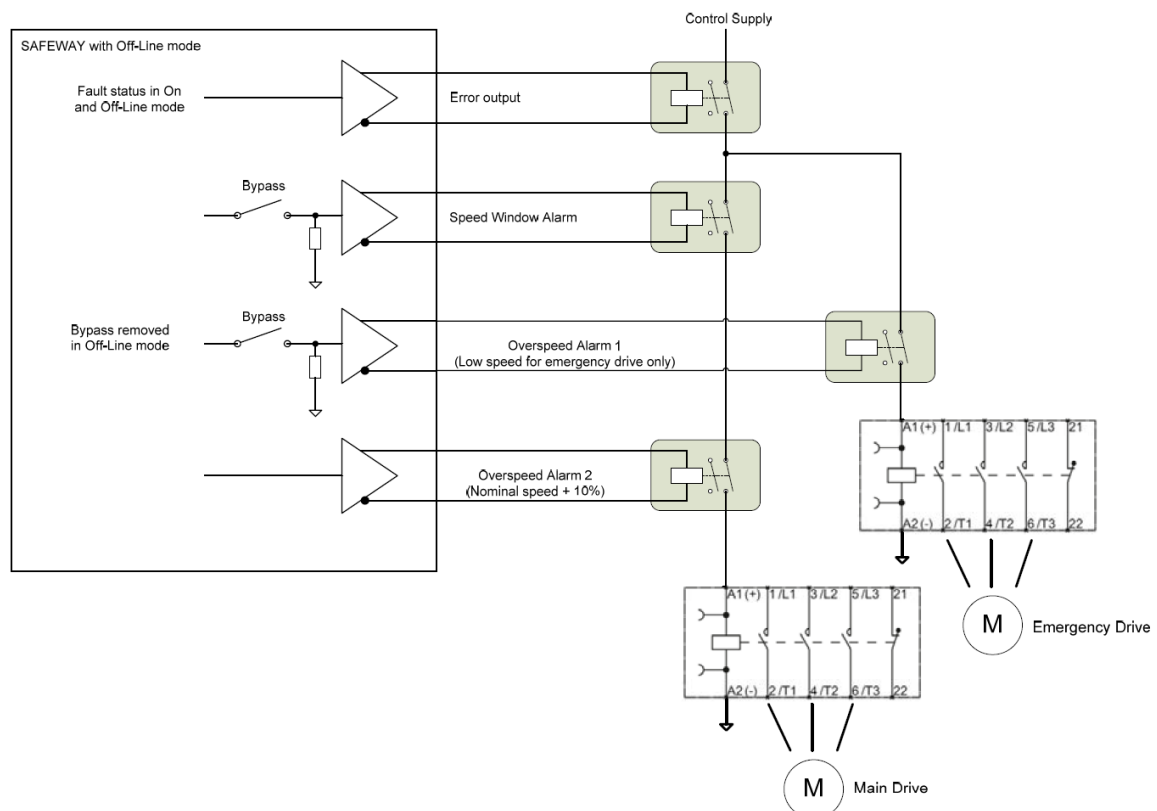 Control Supply
SAFEWAY with Off-Line mode
Fault status in On
and Off-Line mode
Error output
Bypass
Speed Window Alarm
Bypass removed
in Off-Line mode
Bypass
Overspeed Alarm 1
(Low speed for emergency drive only)
Overspeed Alarm 2
(Nominal speed + 10%)
A1(+) 1/L1 3/L2 5/L3 21
A2(-) 2/T1 4/T2 6/T3 22
M
Emergency Drive
A1(+) 1/L1 3/L2 5/L3 21
A2(-) 2/T1 4/T2 6/T3 22
M
Main Drive